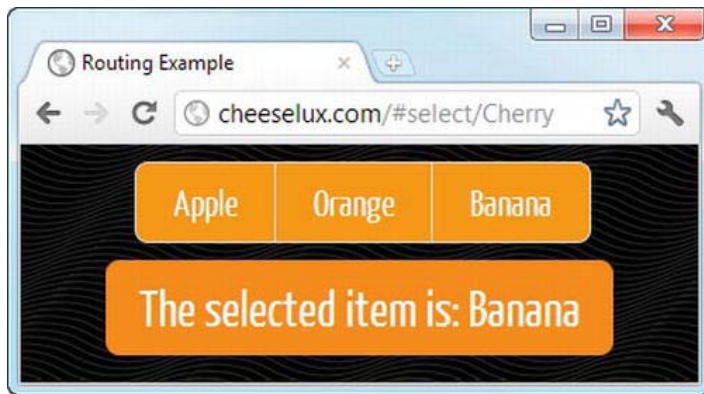 Routing Example
cheeselux.com/#select/Cherry
Apple Orange Banana
The selected item is: Banana